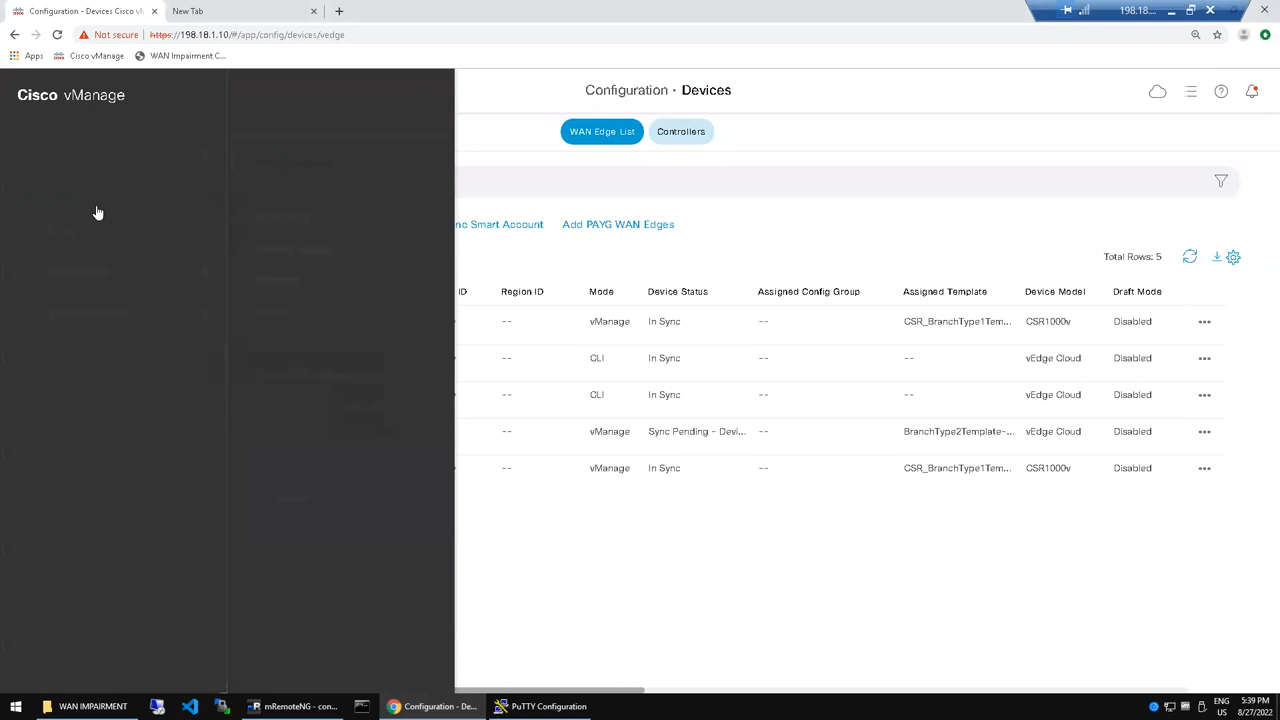 Configuration - Devices Cisco vM
New Tab
198.18....
Not secure
https://198.18.1.10/#/app/config/devices/vedge
Apps
Cisco vManage
WAN Impairment C...
Cisco vManage
Configuration · Devices
WAN Edge List
Controllers
nc Smart Account
Add PAYG WAN Edges
Total Rows: 5
ID Region ID Mode Device Status Assigned Config Group Assigned Template Device Model Draft Mode
-- vManage In Sync -- CSR_BranchType1Tem... CSR1000v Disabled •••
-- CLI In Sync -- -- vEdge Cloud Disabled •••
-- CLI In Sync -- -- vEdge Cloud Disabled •••
-- vManage Sync Pending - Devi... -- BranchType2Template-... vEdge Cloud Disabled •••
-- vManage In Sync -- CSR_BranchType1Tem... CSR1000v Disabled •••
WAN IMPAIRMENT
mRemoteNG - con...
Configuration - De...
PuTTY Configuration
ENG
US
5:39 PM
8/27/2022